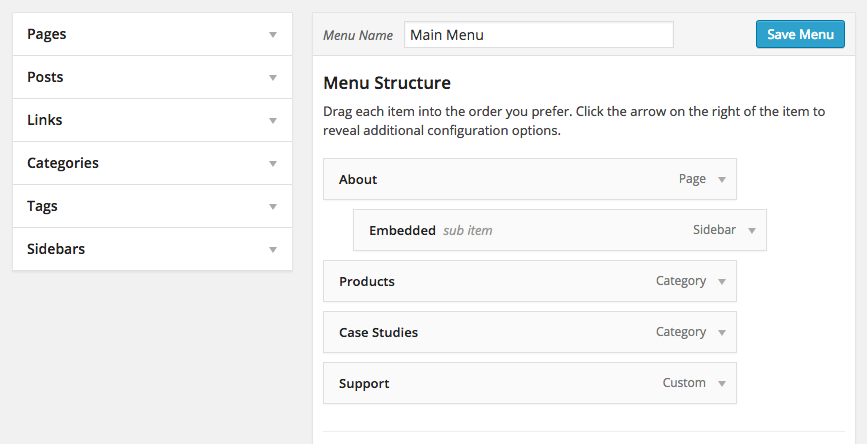 Pages
Posts
Links
Categories
Tags
Sidebars
Menu Name Main Menu Save Menu
Menu Structure
Drag each item into the order you prefer. Click the arrow on the right of the item to
reveal additional configuration options.
About Page
Embedded sub item Sidebar
Products Category
Case Studies Category
Support Custom